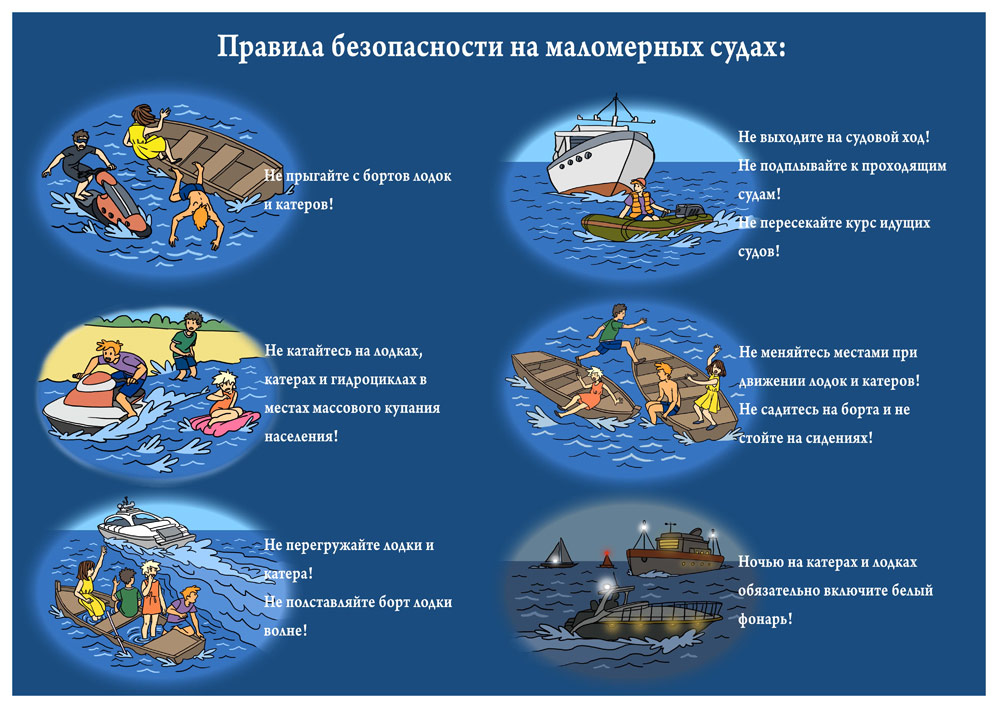 Правила безопасности на маломерных судах:
Не прыгайте с бортов лодок
и катеров!
Не катайтесь на лодках,
катерах и гидроциклах в
местах массового купания
населения!
Не перегружайте лодки и
катера!
Не полставляйте борт лодки
волне!
Не выходите на судовой ход!
Не подплывайте к проходящим
судам!
Не пересекайте курс идущих
судов!
Не меняйтесь местами при
движении лодок и катеров!
Не садитесь на борта и не
стойте на сидениях!
Ночью на катерах и лодках
обязательно включите белый
фонарь!